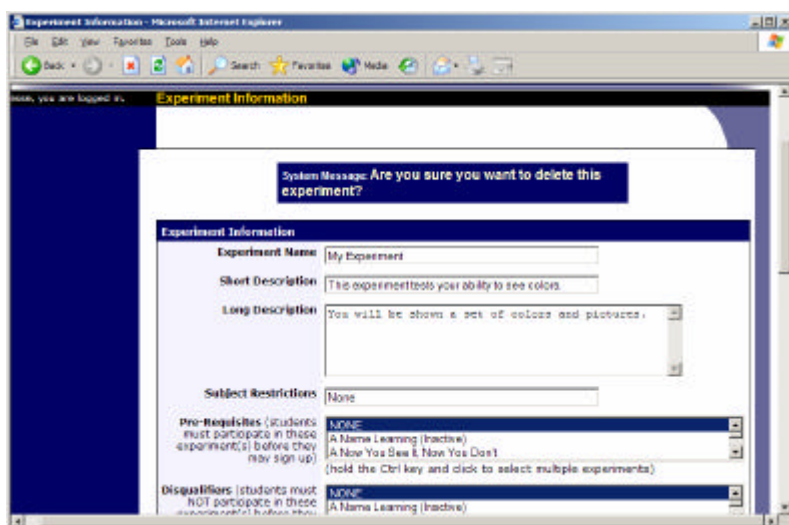 Experiment Information - Microsoft Internet Explorer
File Edit View Favorites Tools Help
Back Search Favorites Media
you are logged in.
Experiment Information
System Message: Are you sure you want to delete this
experiment?
Experiment Information
Experiment Name
My Experiment
Short Description
This experiment tests your ability to see colors.
Long Description
You will be shown a set of colors and pictures.
Subject Restrictions
None
Pre-Requisites (students
must participate in these
experiment(s) before they
may sign up)
NONE
A Name Learning (Inactive)
A Now You See It, Now You Don't
(hold the Ctrl key and click to select multiple experiments)
Disqualifiers (students must
NOT participate in these
experiment(s) before they
NONE
A Name Learning (Inactive)